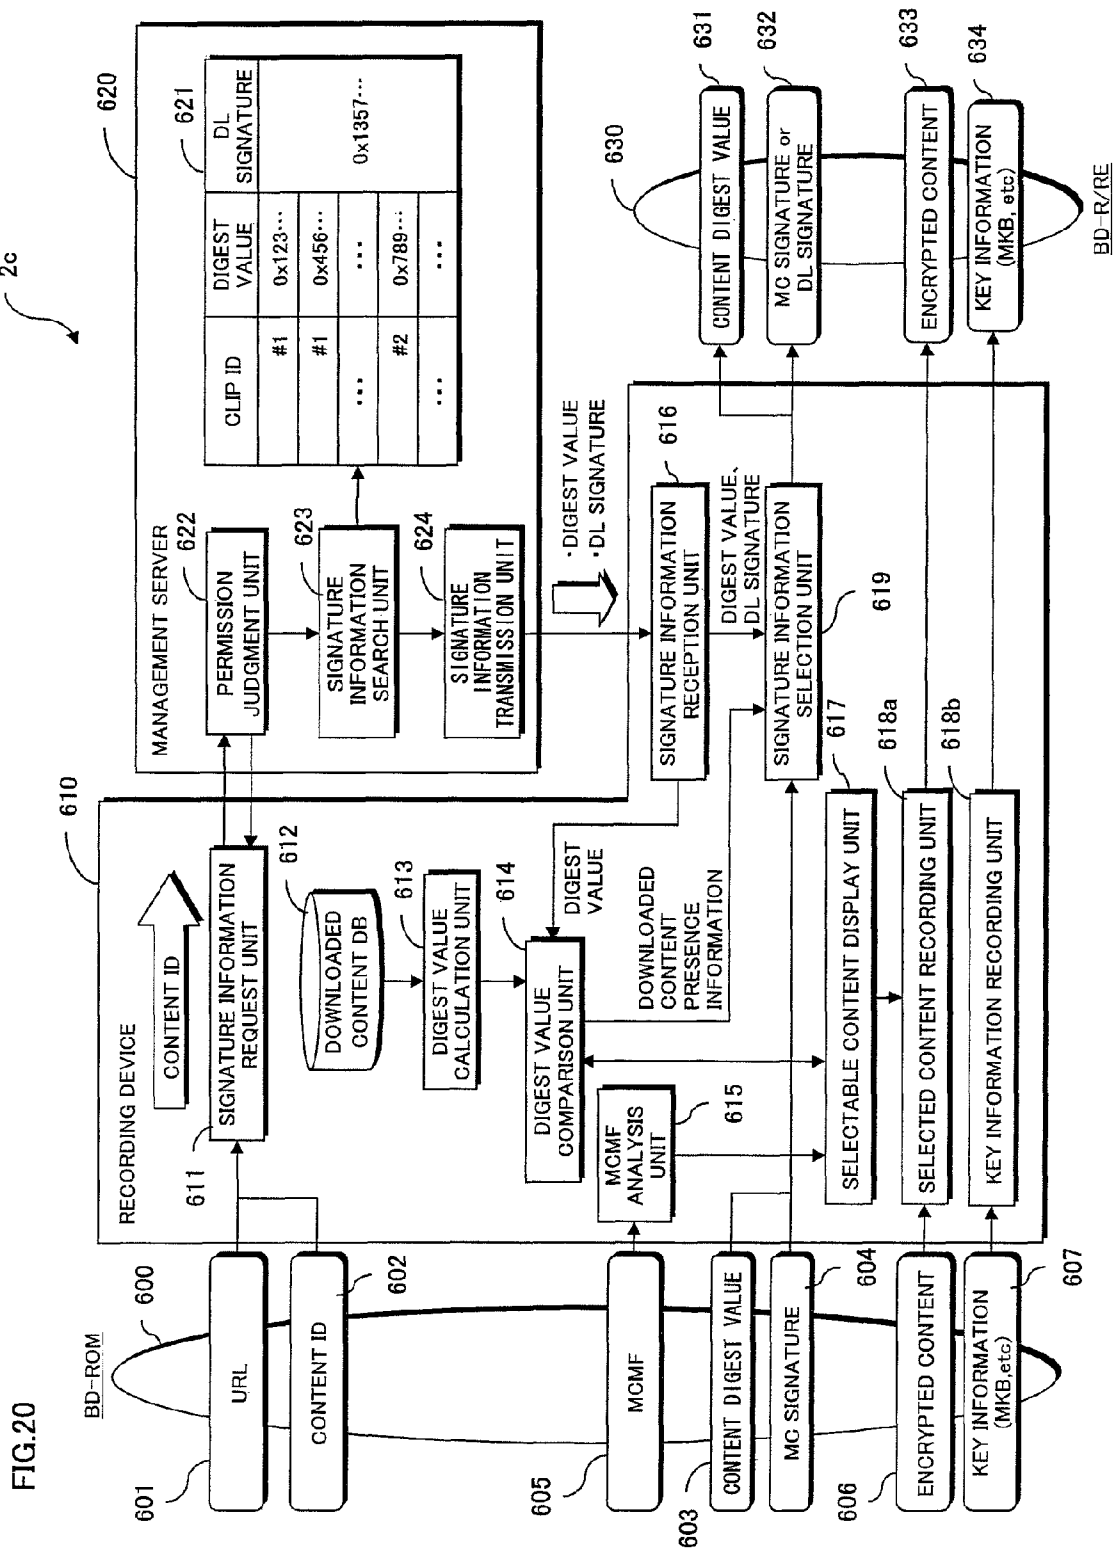 FIG.20
2c
BD-ROM
600
601
URL
CONTENT ID
602
605
MCMF
603
CONTENT DIGEST VALUE
MC SIGNATURE
604
606
ENCRYPTED CONTENT
KEY INFORMATION
(MKB,etc)
607
610
RECORDING DEVICE
CONTENT ID
611
SIGNATURE INFORMATION
REQUEST UNIT
612
DOWNLOADED
CONTENT DB
613
DIGEST VALUE
CALCULATION UNIT
614
DIGEST VALUE
COMPARISON UNIT
DIGEST
VALUE
MCMF
ANALYSIS
UNIT
615
DOWNLOADED
CONTENT
PRESENCE
INFORMATION
SIGNATURE INFORMATION
RECEPTION UNIT
616
DIGEST VALUE、
DL SIGNATURE
SIGNATURE INFORMATION
SELECTION UNIT
619
617
SELECTABLE CONTENT DISPLAY UNIT
618a
SELECTED CONTENT RECORDING UNIT
618b
KEY INFORMATION RECORDING UNIT
620
MANAGEMENT SERVER
622
PERMISSION
JUDGMENT UNIT
623
SIGNATURE
INFORMATION
SEARCH UNIT
624
SIGNATURE
INFORMATION
TRANSMISSION UNIT
621
CLIP ID
DIGEST
VALUE
DL
SIGNATURE
#1
0x123···
0x1357···
#1
0x456···
···
···
#2
0x789···
···
···
·DIGEST VALUE
·DL SIGNATURE
630
CONTENT DIGEST VALUE
631
MC SIGNATURE or
DL SIGNATURE
632
ENCRYPTED CONTENT
633
KEY INFORMATION
(MKB, etc)
634
BD-R/RE